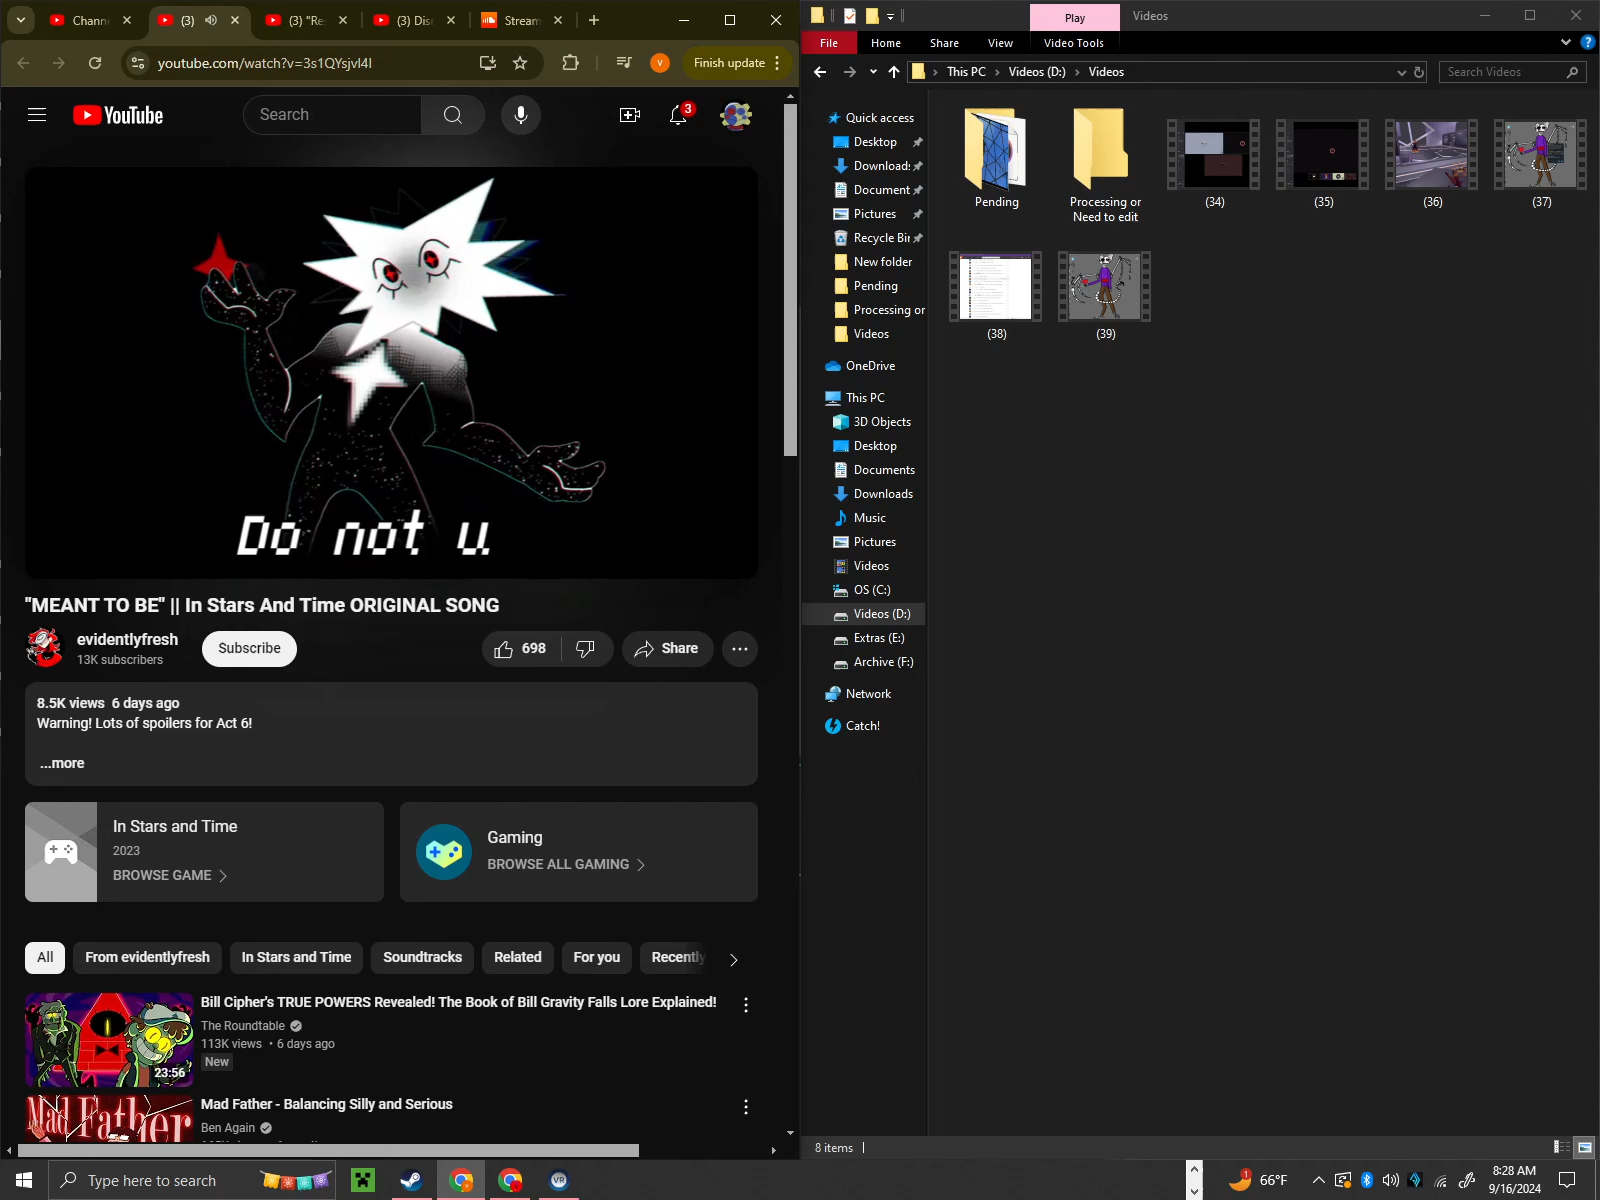 Chann
(3)
(3) "Re
(3) Dis
Stream
youtube.com/watch?v=3s1QYsjvl4I
Finish update
YouTube
Search
3
Do not u
"MEANT TO BE" || In Stars And Time ORIGINAL SONG
evidentlyfresh
13K subscribers
Subscribe
698
Share
8.5K views 6 days ago
Warning! Lots of spoilers for Act 6!
...more
In Stars and Time
2023
BROWSE GAME
Gaming
BROWSE ALL GAMING
All
From evidentlyfresh
In Stars and Time
Soundtracks
Related
For you
Recently
Bill Cipher's TRUE POWERS Revealed! The Book of Bill Gravity Falls Lore Explained!
The Roundtable
113K views • 6 days ago
New
23:56
Mad Father - Balancing Silly and Serious
Ben Again
Mad Father
Play
Videos
File
Home
Share
View
Video Tools
This PC
Videos (D:)
Videos
Search Videos
Quick access
Desktop
Downloads
Document
Pictures
Recycle Bin
New folder
Pending
Processing or
Videos
OneDrive
This PC
3D Objects
Desktop
Documents
Downloads
Music
Pictures
Videos
OS (C:)
Videos (D:)
Extras (E:)
Archive (F:)
Network
Catch!
Pending
Processing or
Need to edit
(34)
(35)
(36)
(37)
(38)
(39)
8 items
Type here to search
VR
1
66°F
8:28 AM
9/16/2024